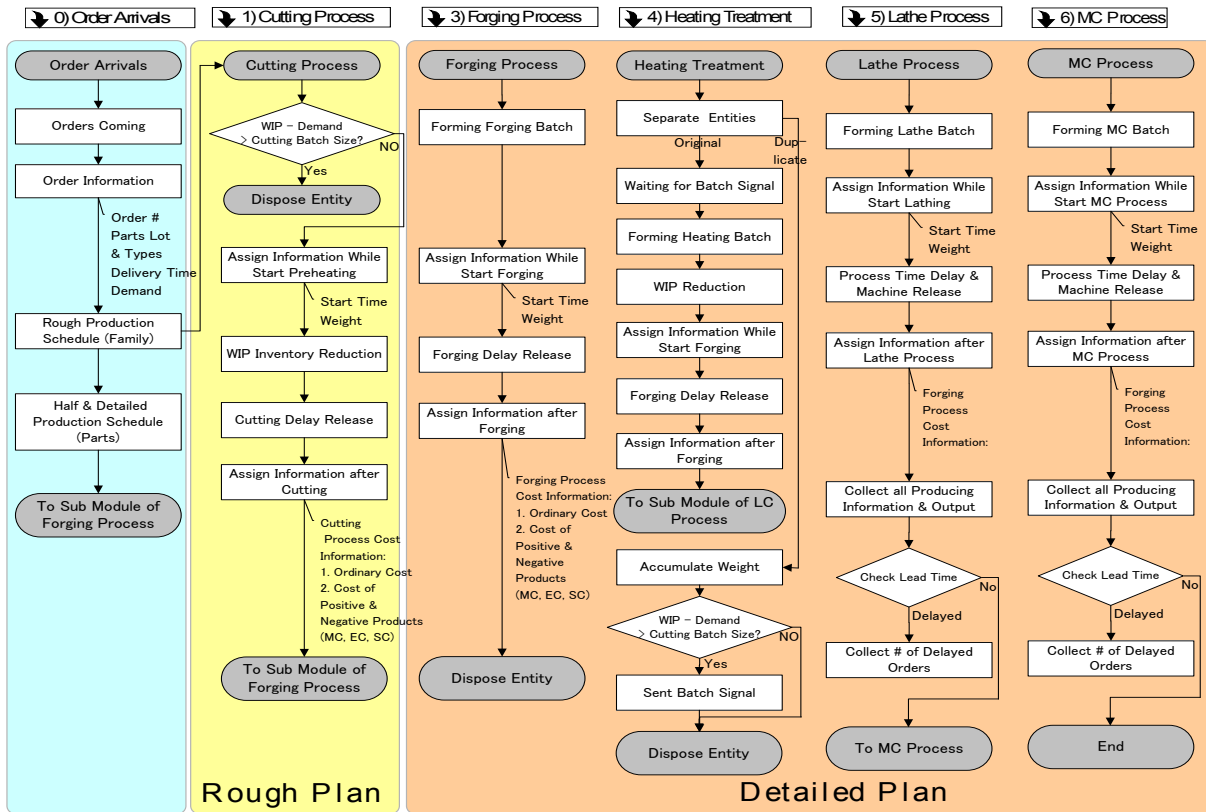 0) Order Arrivals
1) Cutting Process
3) Forging Process
4) Heating Treatment
5) Lathe Process
6) MC Process
Order Arrivals
Orders Coming
Order Information
Order #
Parts Lot
& Types
Delivery Time
Demand
Rough Production
Schedule (Family)
Half & Detailed
Production Schedule
(Parts)
To Sub Module of
Forging Process
Cutting Process
WIP - Demand
> Cutting Batch Size?
NO
Yes
Dispose Entity
Assign Information While
Start Preheating
Start Time
Weight
WIP Inventory Reduction
Cutting Delay Release
Assign Information after
Cutting
Cutting
Process Cost
Information:
1. Ordinary Cost
2. Cost of
Positive &
Negative Products
(MC, EC, SC)
To Sub Module of
Forging Process
Rough Plan
Forging Process
Forming Forging Batch
Assign Information While
Start Forging
Start Time
Weight
Forging Delay Release
Assign Information after
Forging
Forging Process
Cost Information:
1. Ordinary Cost
2. Cost of
Positive &
Negative
Products
(MC, EC, SC)
Dispose Entity
Heating Treatment
Separate Entities
Original
Dup-
licate
Waiting for Batch Signal
Forming Heating Batch
WIP Reduction
Assign Information While
Start Forging
Forging Delay Release
Assign Information after
Forging
To Sub Module of LC
Process
Accumulate Weight
WIP - Demand
> Cutting Batch Size?
NO
Yes
Sent Batch Signal
Dispose Entity
Lathe Process
Forming Lathe Batch
Assign Information While
Start Lathing
Start Time
Weight
Process Time Delay &
Machine Release
Assign Information after
Lathe Process
Forging
Process
Cost
Information:
Collect all Producing
Information & Output
Check Lead Time
No
Delayed
Collect # of Delayed
Orders
To MC Process
MC Process
Forming MC Batch
Assign Information While
Start MC Process
Start Time
Weight
Process Time Delay &
Machine Release
Assign Information after
MC Process
Forging
Process
Cost
Information:
Collect all Producing
Information & Output
Check Lead Time
No
Delayed
Collect # of Delayed
Orders
End
Detailed Plan